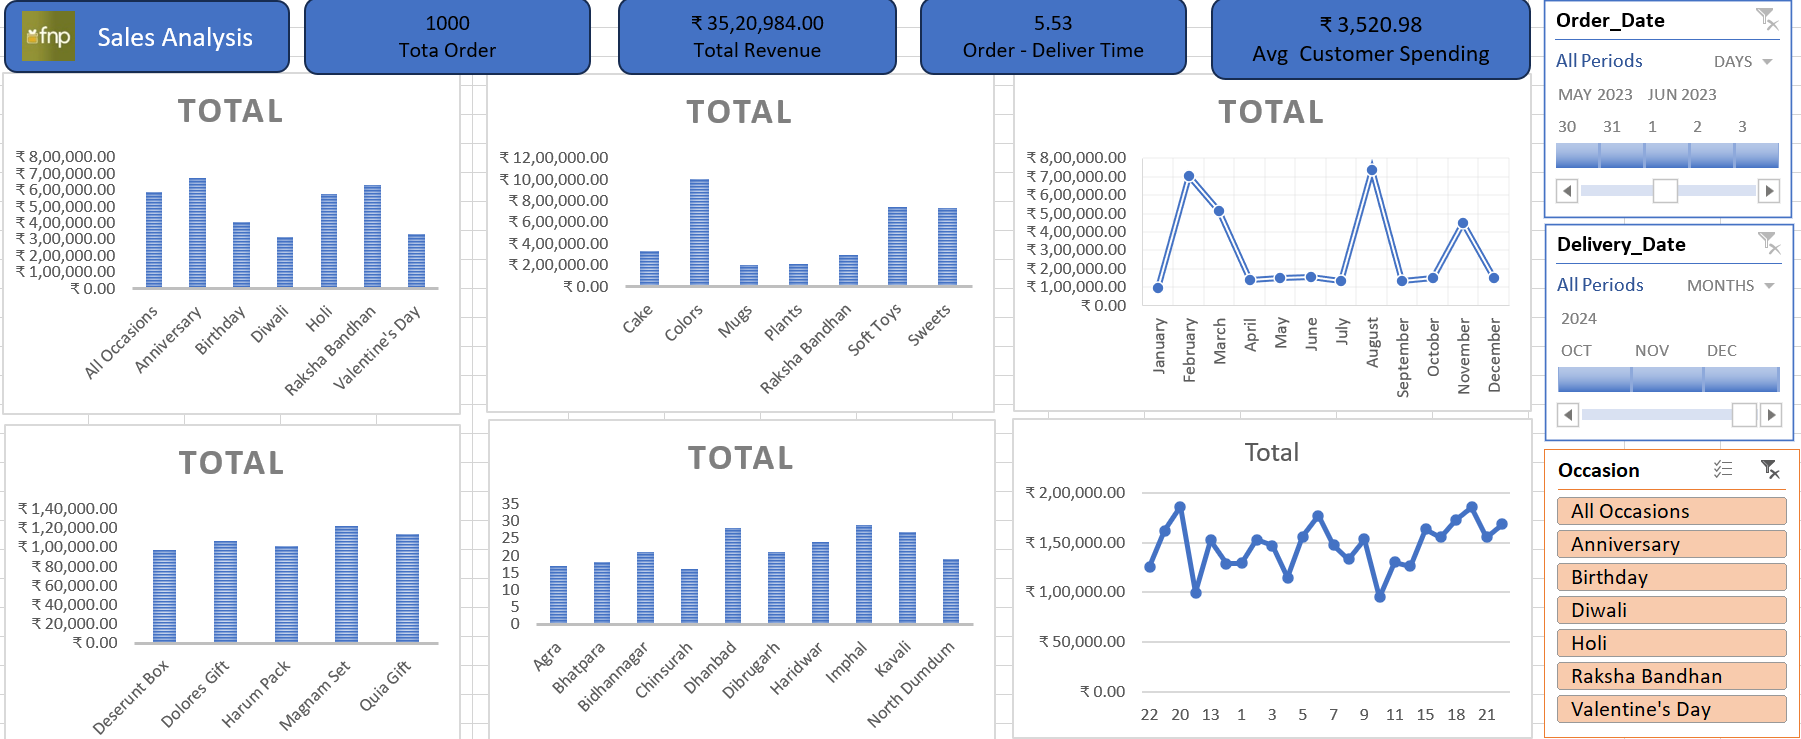 fnp
Sales Analysis
1000
Tota Order
₹ 35,20,984.00
Total Revenue
5.53
Order - Deliver Time
₹ 3,520.98
Avg  Customer Spending
TOTAL
₹ 8,00,000.00
₹ 7,00,000.00
₹ 6,00,000.00
₹ 5,00,000.00
₹ 4,00,000.00
₹ 3,00,000.00
₹ 2,00,000.00
₹ 1,00,000.00
₹ 0.00
All Occasions
Anniversary
Birthday
Diwali
Holi
Raksha Bandhan
Valentine's Day
TOTAL
₹ 12,00,000.00
₹ 10,00,000.00
₹ 8,00,000.00
₹ 6,00,000.00
₹ 4,00,000.00
₹ 2,00,000.00
₹ 0.00
Cake
Colors
Mugs
Plants
Raksha Bandhan
Soft Toys
Sweets
TOTAL
₹ 8,00,000.00
₹ 7,00,000.00
₹ 6,00,000.00
₹ 5,00,000.00
₹ 4,00,000.00
₹ 3,00,000.00
₹ 2,00,000.00
₹ 1,00,000.00
₹ 0.00
January
February
March
April
May
June
July
August
September
October
November
December
Order_Date
All Periods DAYS
MAY 2023 JUN 2023
30 31 1 2 3
Delivery_Date
All Periods MONTHS
2024
OCT NOV DEC
TOTAL
₹ 1,40,000.00
₹ 1,20,000.00
₹ 1,00,000.00
₹ 80,000.00
₹ 60,000.00
₹ 40,000.00
₹ 20,000.00
₹ 0.00
Deserunt Box
Dolores Gift
Harum Pack
Magnam Set
Quia Gift
TOTAL
35
30
25
20
15
10
5
0
Agra
Bhatpara
Bidhannagar
Chinsurah
Dhanbad
Dibrugarh
Haridwar
Imphal
Kavali
North Dumdum
Total
₹ 2,00,000.00
₹ 1,50,000.00
₹ 1,00,000.00
₹ 50,000.00
₹ 0.00
22 20 13 1 3 5 7 9 11 15 18 21
Occasion
All Occasions
Anniversary
Birthday
Diwali
Holi
Raksha Bandhan
Valentine's Day